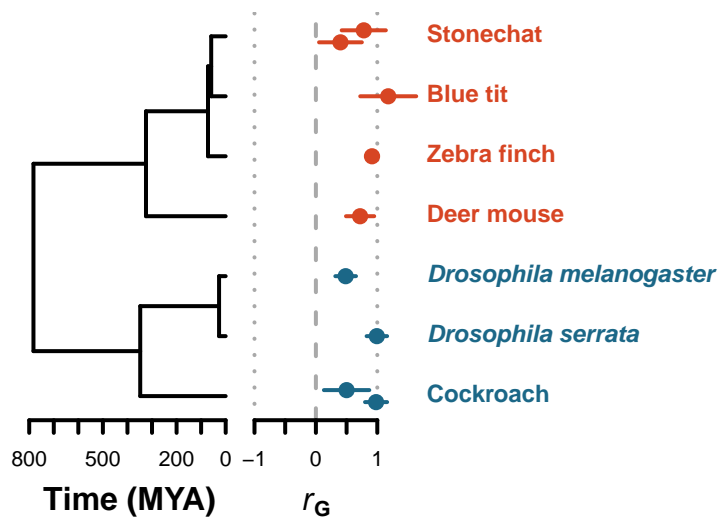 Stonechat
Blue tit
Zebra finch
Deer mouse
Drosophila melanogaster
Drosophila serrata
Cockroach
800 500 200 0 −1 0 1
Time (MYA) rG